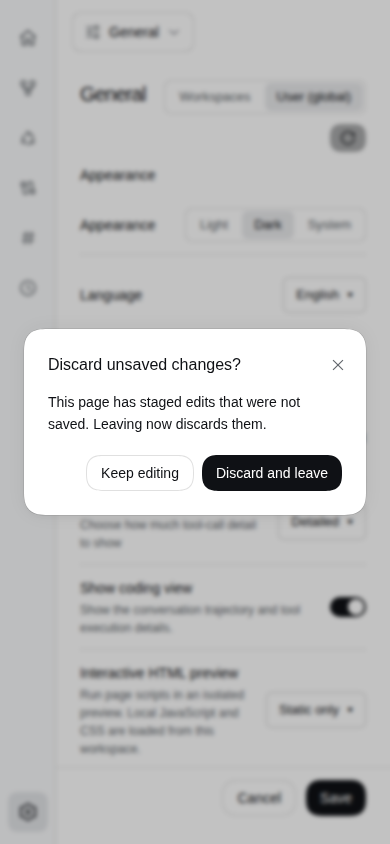 General
General
Workspaces
User (global)
Appearance
Appearance
Light
Dark
System
Language
English
Discard unsaved changes?
This page has staged edits that were not
saved. Leaving now discards them.
Keep editing
Discard and leave
Choose how much tool-call detail
to show
Detailed
Show coding view
Show the conversation trajectory and tool
execution details.
Interactive HTML preview
Run page scripts in an isolated
preview. Local JavaScript and
CSS are loaded from this
workspace.
Static only
Cancel
Save